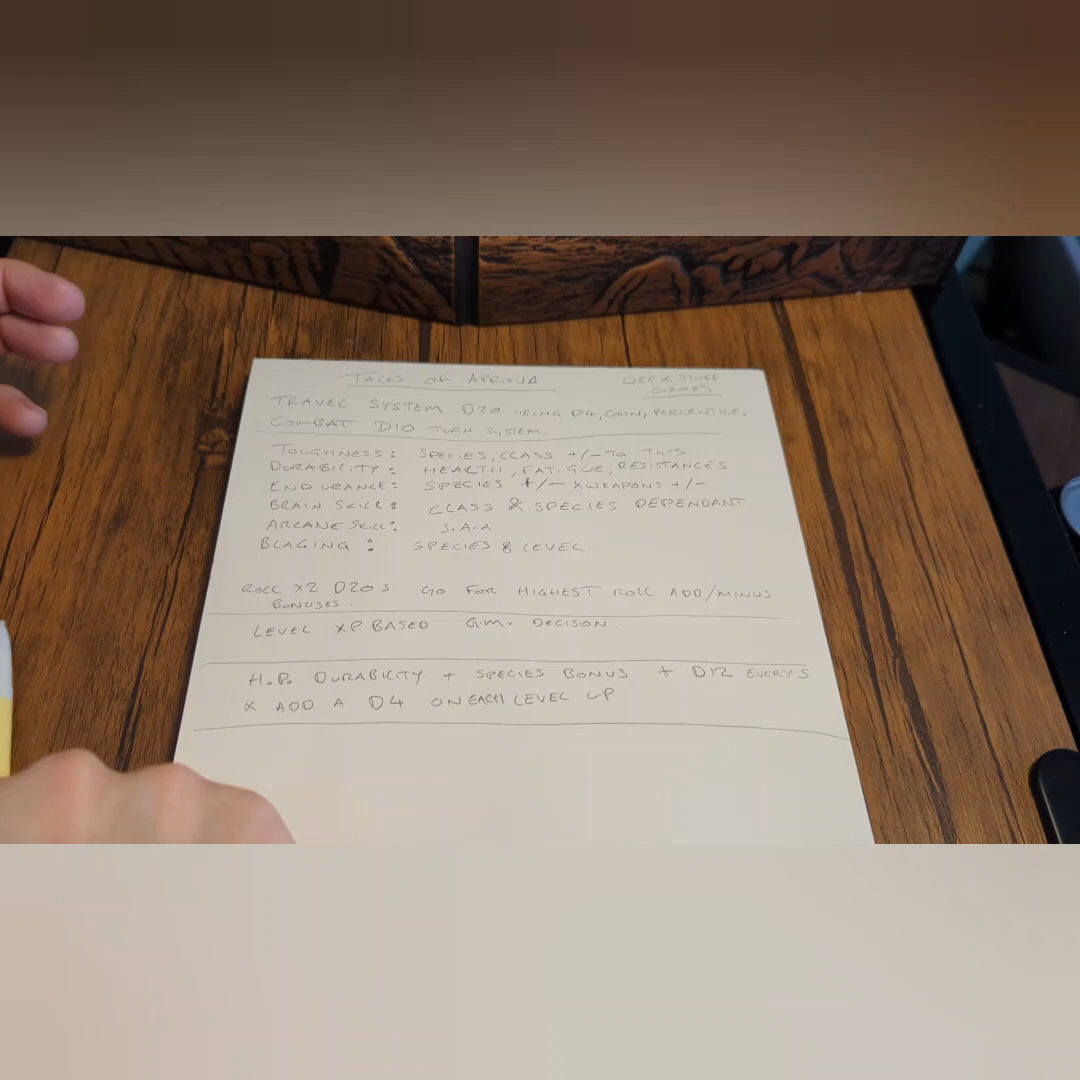 TALES OF APROVA
GEEK STUFF
GAMES
TRAVEL SYSTEM D20 USING D4, COIN, PERCENTICE.
COMBAT D10 TURN SYSTEM.
TOUGHNESS: SPECIES, CLASS +/- TO THIS
DURABILITY: HEALTH, FATIGUE, RESISTANCES
ENDURANCE: SPECIES +/- X WEAPONS +/-
BRAIN SKILL: CLASS & SPECIES DEPENDANT
ARCANE SKILL: S.A.A
BLAGING: SPECIES & LEVEL
ROLL X2 D20S GO FOR HIGHEST ROLL ADD/MINUS
BONUSES.
LEVEL XP BASED G.M. DECISION.
H.P. DURABILITY + SPECIES BONUS + D12 EVERY 5
& ADD A D4 ON EACH LEVEL UP